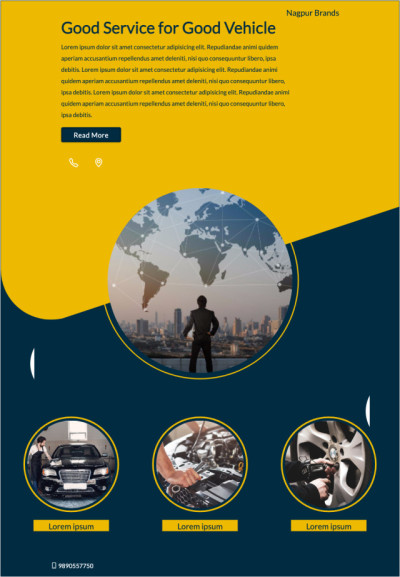 Nagpur Brands
Good Service for Good Vehicle
Lorem ipsum dolor sit amet consectetur adipisicing elit. Repudiandae animi quidem
aperiam accusantium repellendus amet deleniti, nisi quo consequuntur libero, ipsa
debitis. Lorem ipsum dolor sit amet consectetur adipisicing elit. Repudiandae animi
quidem aperiam accusantium repellendus amet deleniti, nisi quo consequuntur libero,
ipsa debitis. Lorem ipsum dolor sit amet consectetur adipisicing elit. Repudiandae animi
quidem aperiam accusantium repellendus amet deleniti, nisi quo consequuntur libero,
ipsa debitis.
Read More
Lorem ipsum
Lorem ipsum
Lorem ipsum
9890557750